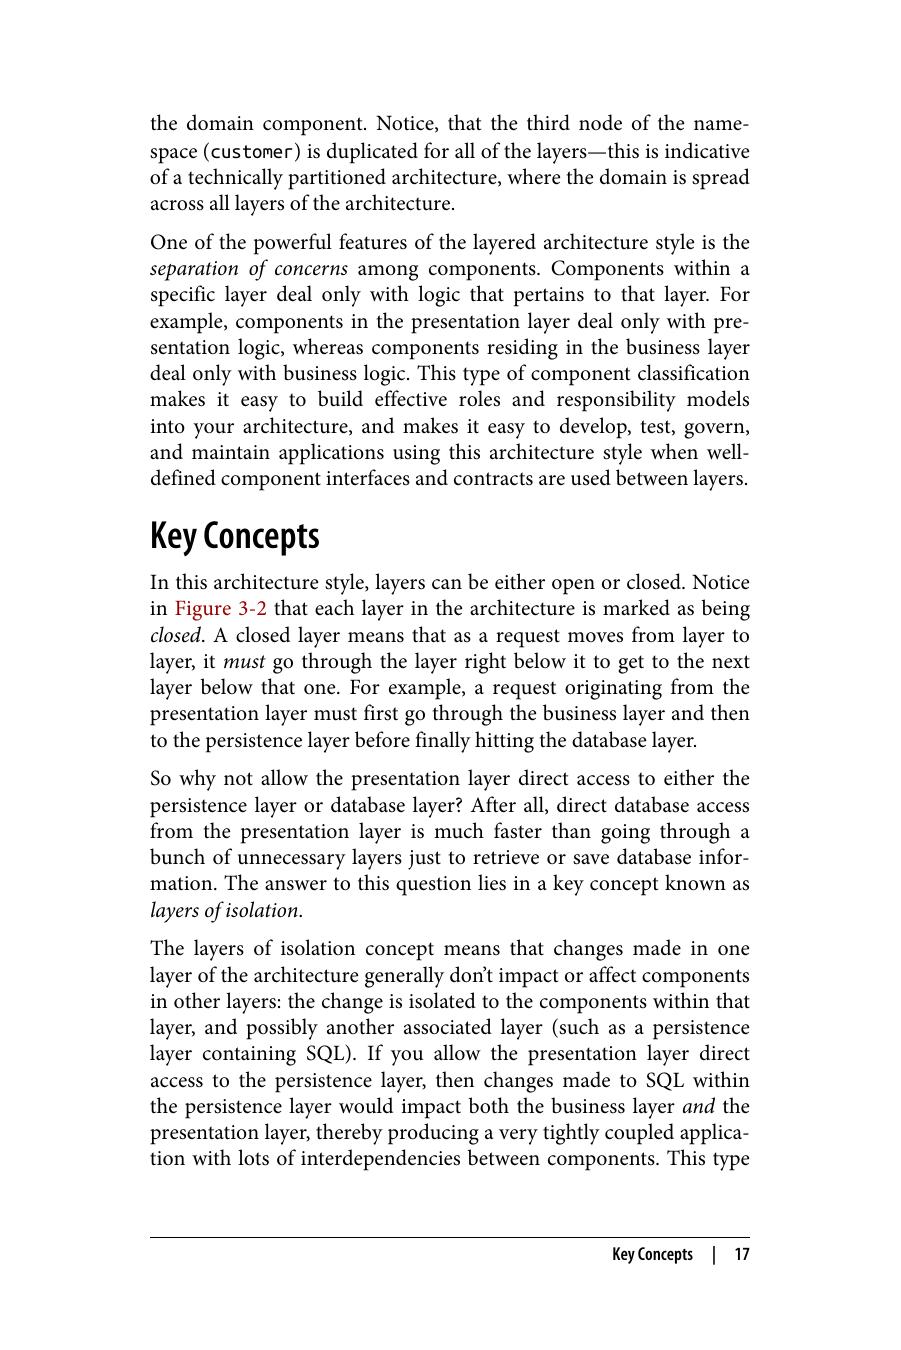 the domain component. Notice, that the third node of the name-
space (customer) is duplicated for all of the layers—this is indicative
of a technically partitioned architecture, where the domain is spread
across all layers of the architecture.
One of the powerful features of the layered architecture style is the
separation of concerns among components. Components within a
specific layer deal only with logic that pertains to that layer. For
example, components in the presentation layer deal only with pre-
sentation logic, whereas components residing in the business layer
deal only with business logic. This type of component classification
makes it easy to build effective roles and responsibility models
into your architecture, and makes it easy to develop, test, govern,
and maintain applications using this architecture style when well-
defined component interfaces and contracts are used between layers.
Key Concepts
In this architecture style, layers can be either open or closed. Notice
in Figure 3-2 that each layer in the architecture is marked as being
closed. A closed layer means that as a request moves from layer to
layer, it must go through the layer right below it to get to the next
layer below that one. For example, a request originating from the
presentation layer must first go through the business layer and then
to the persistence layer before finally hitting the database layer.
So why not allow the presentation layer direct access to either the
persistence layer or database layer? After all, direct database access
from the presentation layer is much faster than going through a
bunch of unnecessary layers just to retrieve or save database infor-
mation. The answer to this question lies in a key concept known as
layers of isolation.
The layers of isolation concept means that changes made in one
layer of the architecture generally don’t impact or affect components
in other layers: the change is isolated to the components within that
layer, and possibly another associated layer (such as a persistence
layer containing SQL). If you allow the presentation layer direct
access to the persistence layer, then changes made to SQL within
the persistence layer would impact both the business layer and the
presentation layer, thereby producing a very tightly coupled applica-
tion with lots of interdependencies between components. This type
Key Concepts | 17